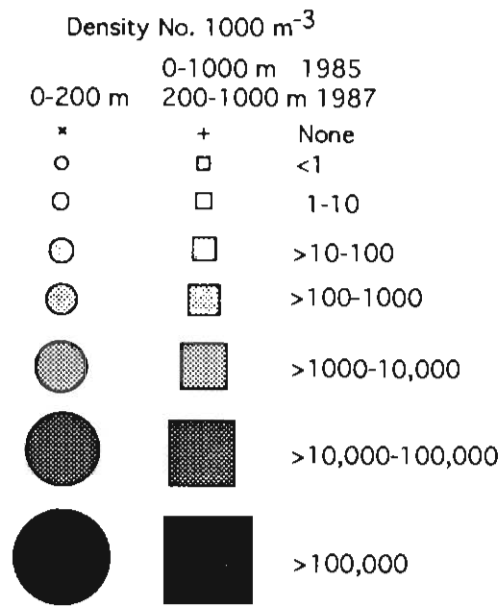 Density No. 1000 m-3
0-1000 m 1985
0-200 m 200-1000 m 1987
× + None
<1
1-10
>10-100
>100-1000
>1000-10,000
>10,000-100,000
>100,000